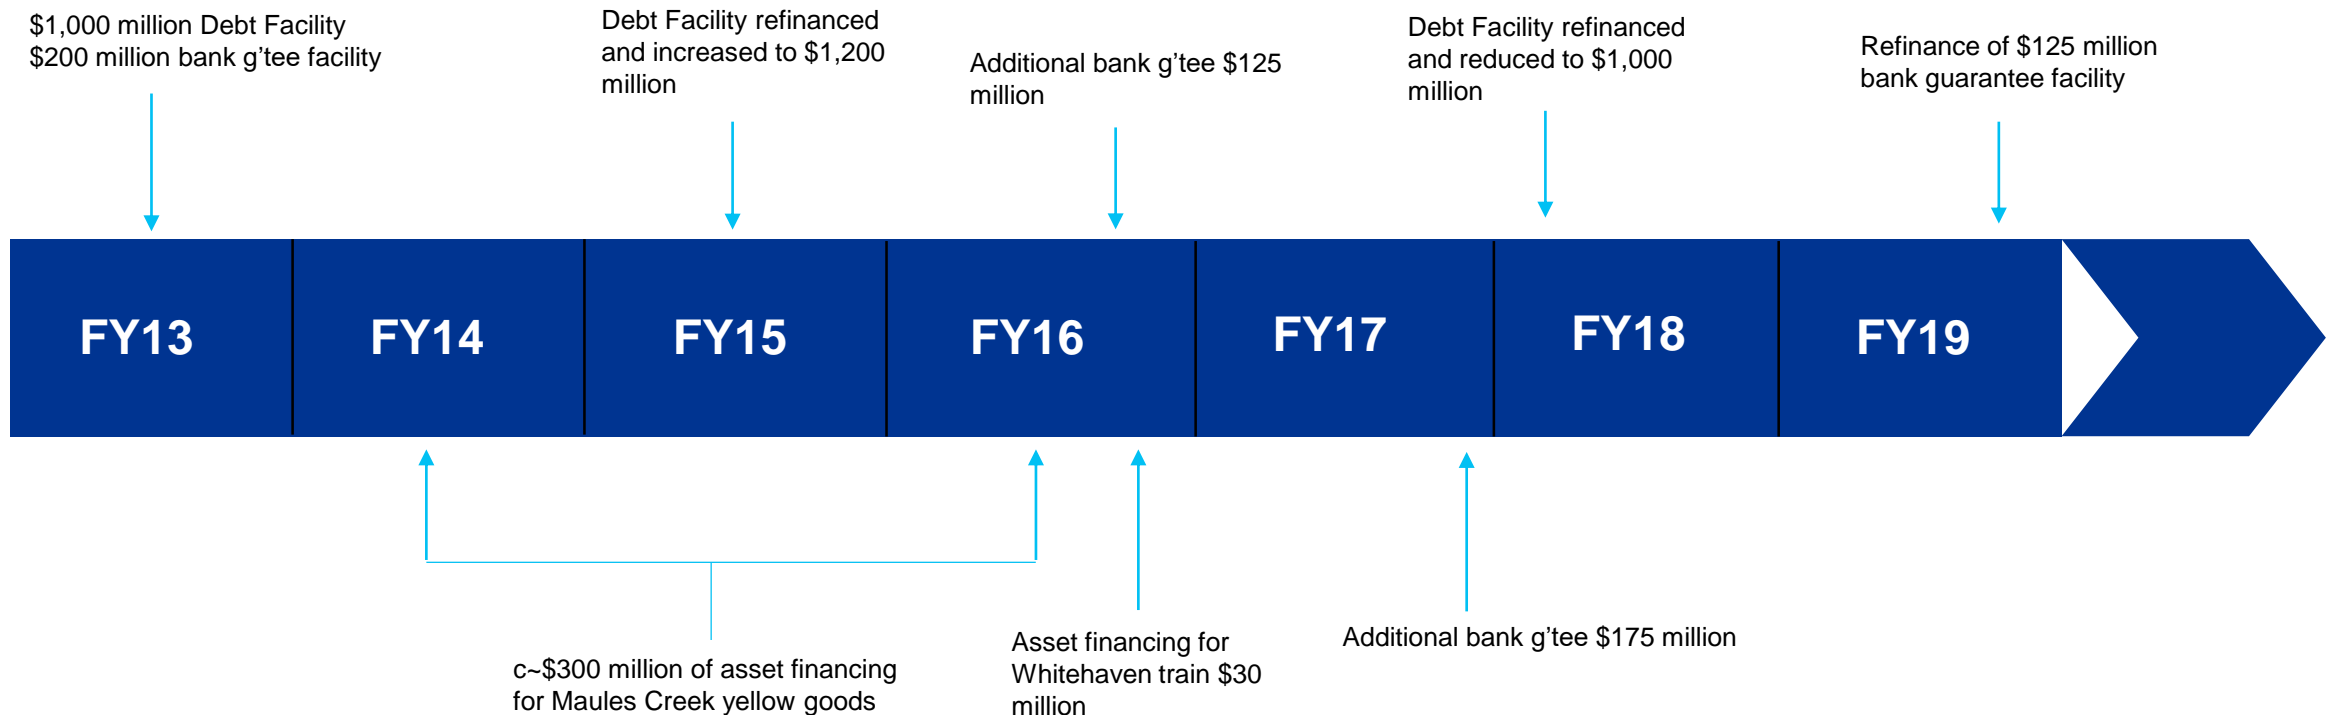 $1,000 million Debt Facility
$200 million bank g’tee facility
Debt Facility refinanced
and increased to $1,200
million
Additional bank g’tee $125
million
Debt Facility refinanced
and reduced to $1,000
million
Refinance of $125 million
bank guarantee facility
FY13
FY14
FY15
FY16
FY17
FY18
FY19
c~$300 million of asset financing
for Maules Creek yellow goods
Asset financing for
Whitehaven train $30
million
Additional bank g’tee $175 million